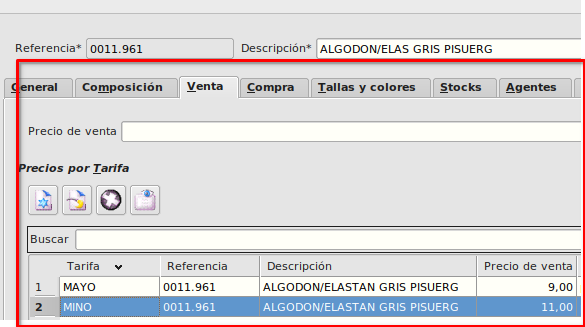 Referencia* 0011.961 Descripción* ALGODON/ELAS GRIS PISUERG
General Composición Venta Compra Tallas y colores Stocks Agentes
Precio de venta
Precios por Tarifa
Buscar
Tarifa Referencia Descripción Precio de venta
1 MAYO 0011.961 ALGODON/ELASTAN GRIS PISUERG 9,00
2 MINO 0011.961 ALGODON/ELASTAN GRIS PISUERG 11,00